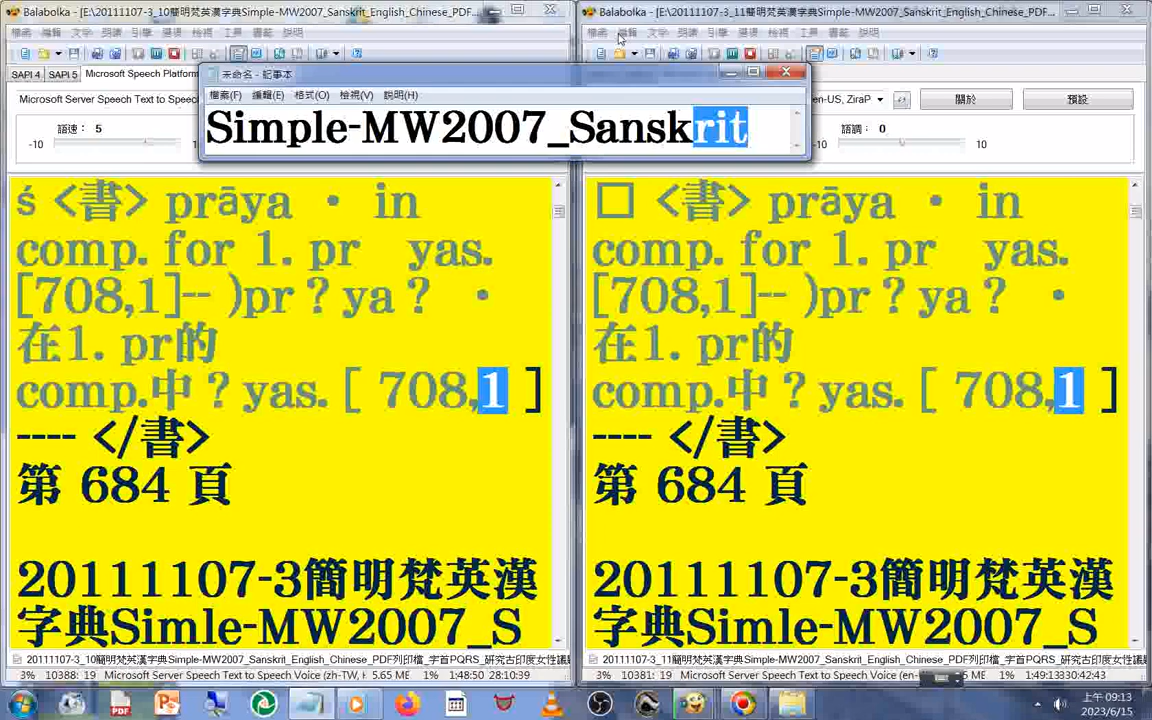 Balabolka - [E:\20111107-3_10簡明梵英漢字典Simple-MW2007_Sanskrit_English_Chinese_PDF...
Balabolka - [E:\20111107-3_11簡明梵英漢字典Simple-MW2007_Sanskrit_English_Chinese_PDF...
SAPI 4 SAPI 5 Microsoft Speech Platform
未命名 - 記事本
檔案(F) 編輯(E) 格式(O) 檢視(V) 說明(H)
Simple-MW2007_Sanskrit
Microsoft Server Speech Text to Speec
en-US, ZiraP
關於
預設
語速： 5
-10
語調： 0
10
ś <書> prāya • in
comp. for 1. pr yas.
[708,1]-- )pr？ya？ •
在1. pr的
comp.中？yas. [ 708,1 ]
---- </書>
第 684 頁
20111107-3簡明梵英漢
字典Simle-MW2007_S
□ <書> prāya • in
comp. for 1. pr yas.
[708,1]-- )pr？ya？ •
在1. pr的
comp.中？yas. [ 708,1 ]
---- </書>
第 684 頁
20111107-3簡明梵英漢
字典Simle-MW2007_S
20111107-3_10簡明梵英漢字典Simple-MW2007_Sanskrit_English_Chinese_PDF列印檔_字首PQRS_研究古印度女性議
20111107-3_11簡明梵英漢字典Simple-MW2007_Sanskrit_English_Chinese_PDF列印檔_字首PQRS_研究古印度女性議
3% 10388: 19 Microsoft Server Speech Text to Speech Voice (zh-TW, H 5.65 ME 1% 1:48:50 28:10:39
3% 10381: 19 Microsoft Server Speech Text to Speech Voice (en-US ME 1% 1:49:13 30:42:43
上午 09:13
2023/6/15